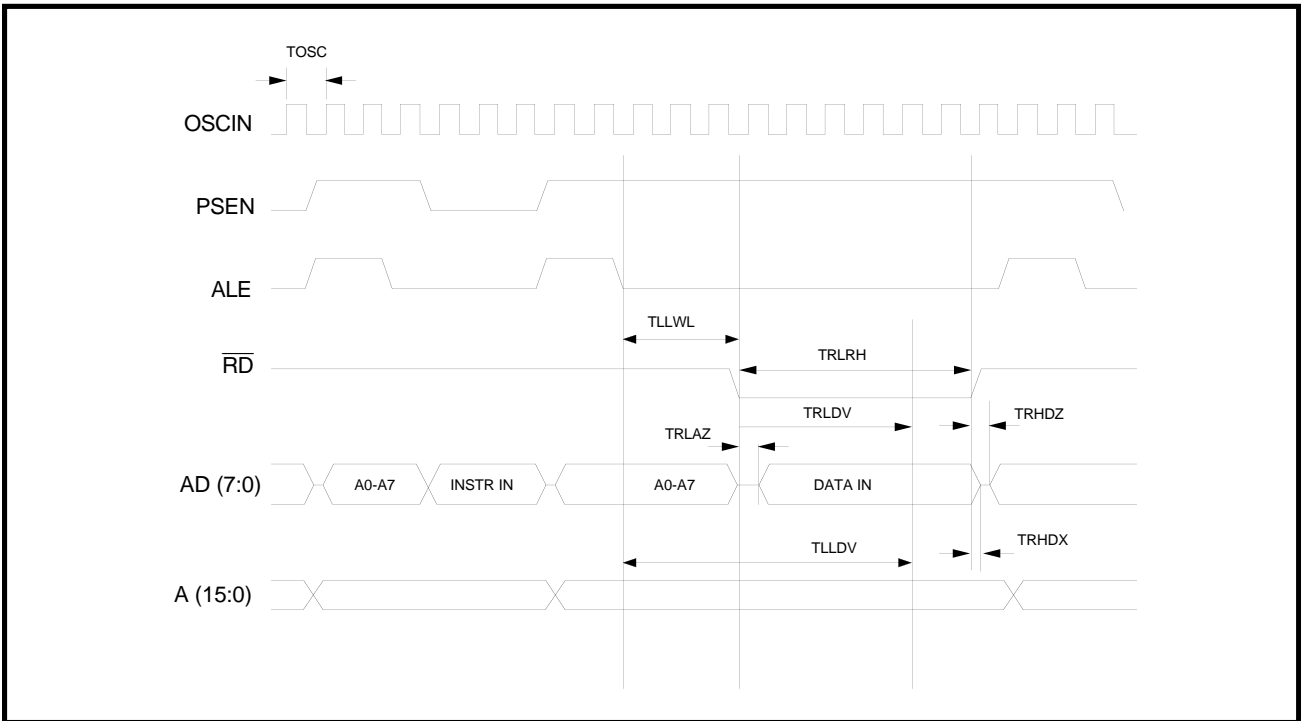 TOSC
OSCIN
PSEN
ALE
TLLWL
RD
TRLRH
TRLDV
TRHDZ
TRLAZ
AD (7:0)
A0-A7
INSTR IN
A0-A7
DATA IN
TRHDX
TLLDV
A (15:0)